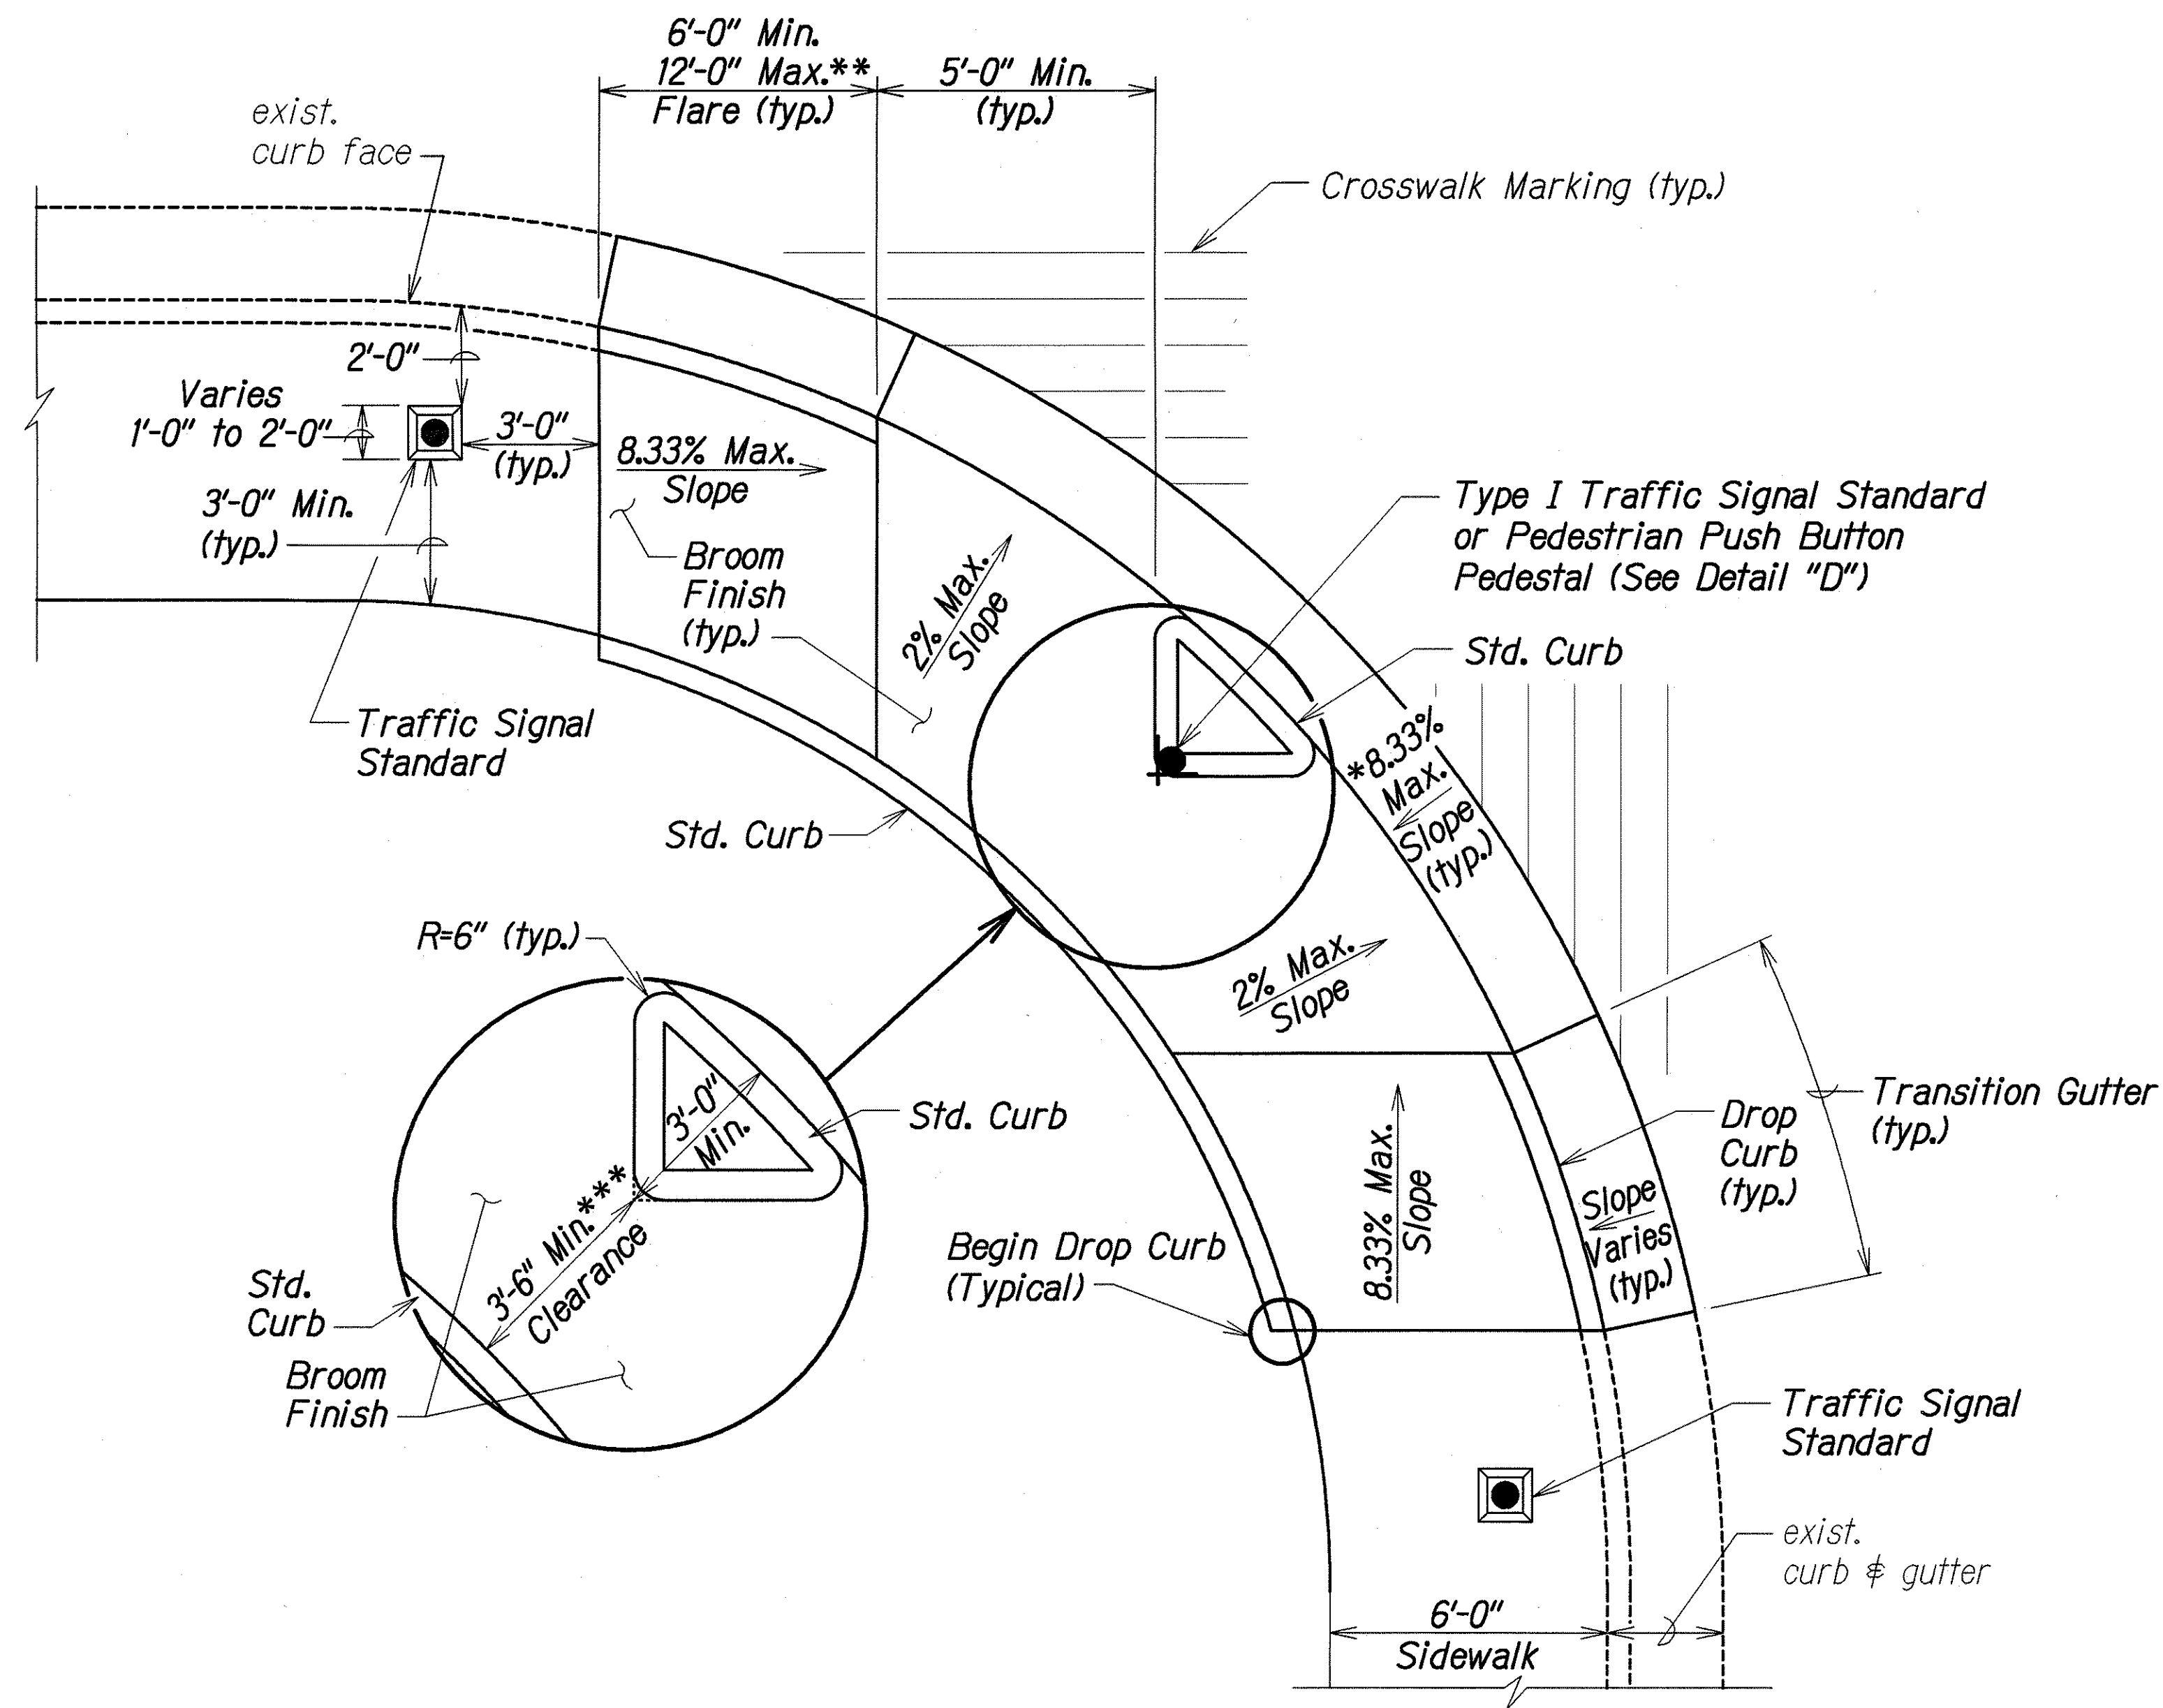 6'-0" Min.
12'-0" Max.**
Flare (typ.)
5'-0" Min.
(typ.)
exist.
curb face
Crosswalk Marking (typ.)
2'-0"
Varies
1'-0" to 2'-0"
3'-0"
(typ.)
8.33% Max.
Slope
3'-0" Min.
(typ.)
Broom
Finish
(typ.)
2% Max.
Slope
Type I Traffic Signal Standard
or Pedestrian Push Button
Pedestal (See Detail "D")
Std. Curb
Traffic Signal
Standard
*8.33%
Max.
Slope
(typ.)
Std. Curb
R=6" (typ.)
2% Max.
Slope
3'-0"
Min.
Std. Curb
3'-6" Min.***
Clearance
Std.
Curb
Broom
Finish
8.33% Max.
Slope
Drop
Curb
(typ.)
Transition Gutter
(typ.)
Slope
Varies
(typ.)
Begin Drop Curb
(Typical)
Traffic Signal
Standard
exist.
curb & gutter
6'-0"
Sidewalk